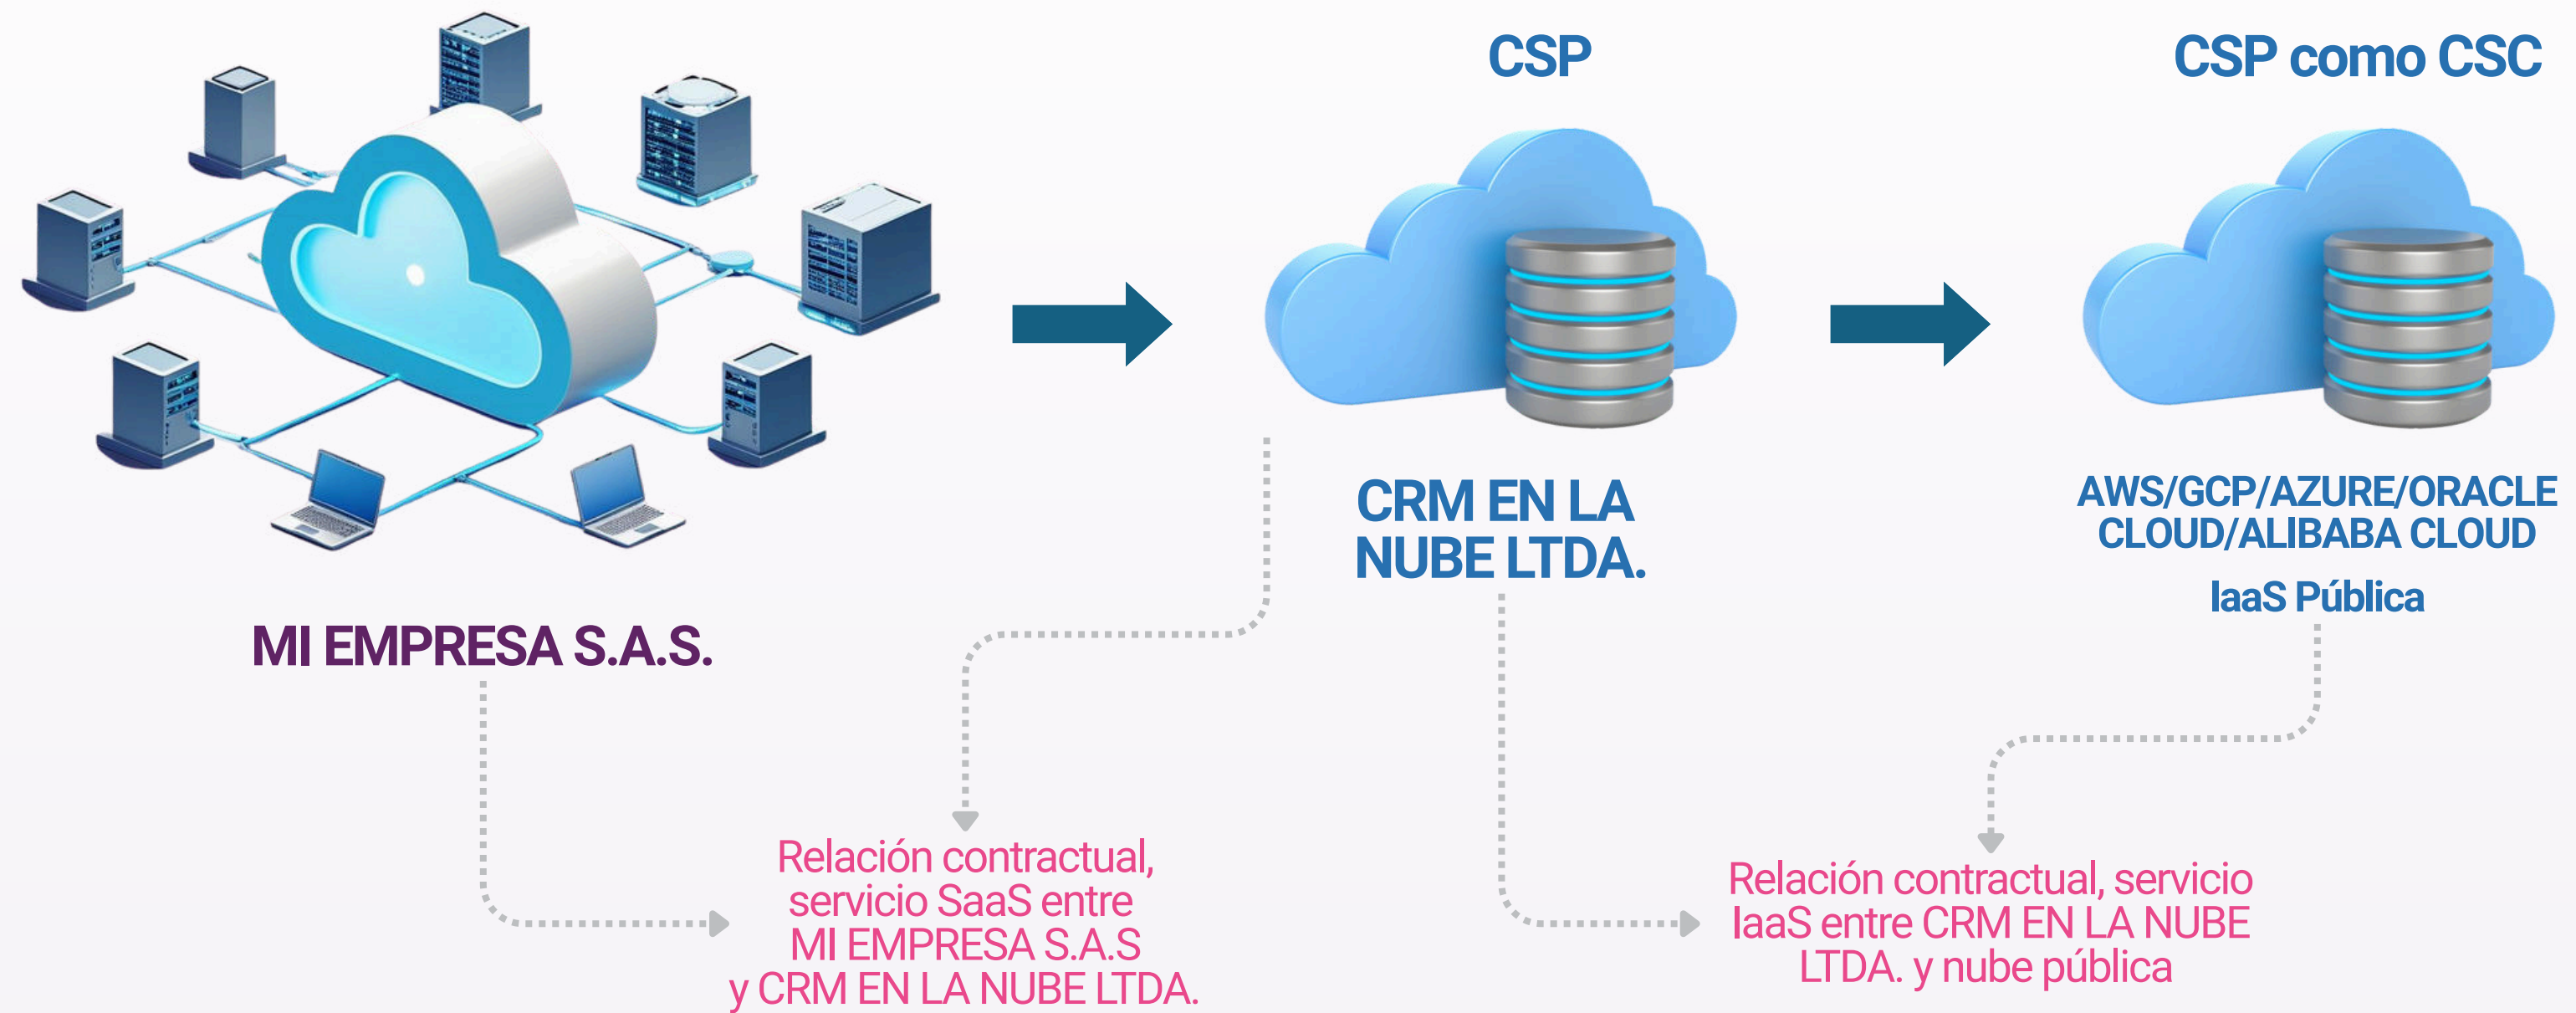 CSP
CSP como CSC
CRM EN LA
NUBE LTDA.
AWS/GCP/AZURE/ORACLE
CLOUD/ALIBABA CLOUD
IaaS Pública
MI EMPRESA S.A.S.
Relación contractual,
servicio SaaS entre
MI EMPRESA S.A.S
y CRM EN LA NUBE LTDA.
Relación contractual, servicio
IaaS entre CRM EN LA NUBE
LTDA. y nube pública